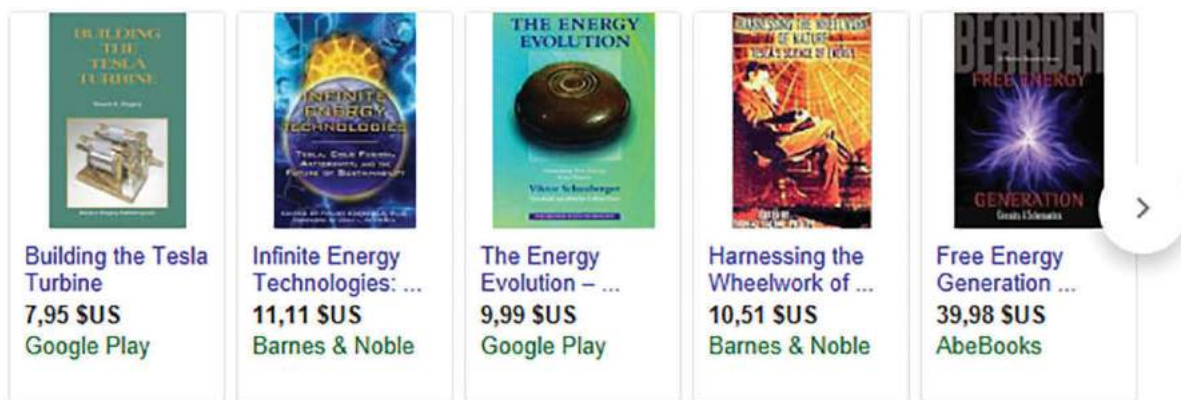 BUILDING
THE
TESLA
TURBINE
INFINITE
ENERGY
TECHNOLOGIES
TESLA, COLD FUSION,
ANTIGRAVITY, AND THE
FUTURE OF SUSTAINABILITY
THE ENERGY
EVOLUTION
Viktor Schauberger
HARNESSING THE WHEELWORK
OF NATURE
TESLA'S SCIENCE OF ENERGY
BEARDEN
FREE ENERGY
GENERATION
Circuits & Schematics
Building the Tesla
Turbine
7,95 $US
Google Play
Infinite Energy
Technologies: ...
11,11 $US
Barnes & Noble
The Energy
Evolution – ...
9,99 $US
Google Play
Harnessing the
Wheelwork of ...
10,51 $US
Barnes & Noble
Free Energy
Generation ...
39,98 $US
AbeBooks